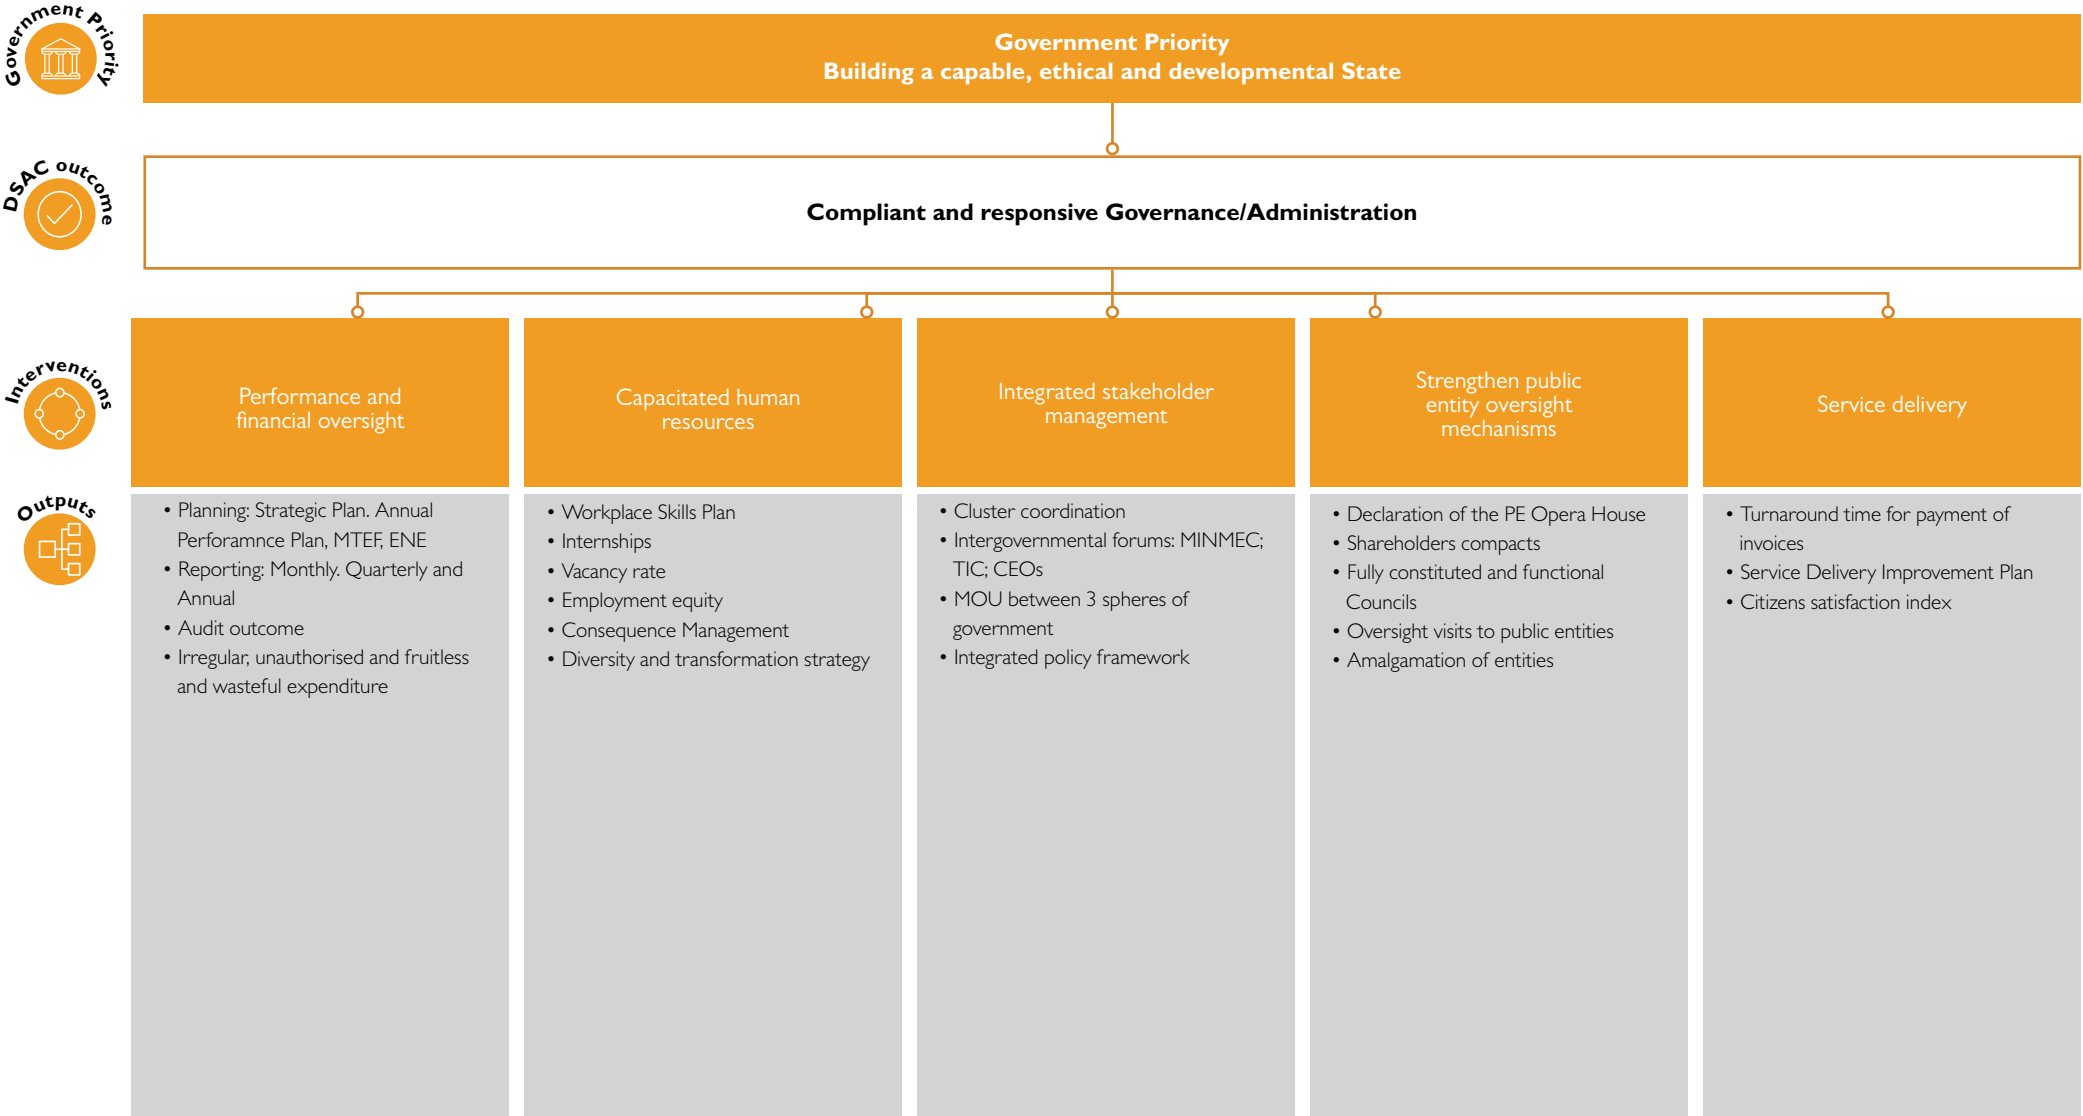 Government Priority
Government Priority
Building a capable, ethical and developmental State
DSAC outcome
Compliant and responsive Governance/Administration
Interventions
Performance and
financial oversight
Capacitated human
resources
Integrated stakeholder
management
Strengthen public
entity oversight
mechanisms
Service delivery
Outputs
• Planning: Strategic Plan. Annual
Perforamnce Plan, MTEF, ENE
• Reporting: Monthly. Quarterly and
Annual
• Audit outcome
• Irregular, unauthorised and fruitless
and wasteful expenditure
• Workplace Skills Plan
• Internships
• Vacancy rate
• Employment equity
• Consequence Management
• Diversity and transformation strategy
• Cluster coordination
• Intergovernmental forums: MINMEC;
TIC; CEOs
• MOU between 3 spheres of
government
• Integrated policy framework
• Declaration of the PE Opera House
• Shareholders compacts
• Fully constituted and functional
Councils
• Oversight visits to public entities
• Amalgamation of entities
• Turnaround time for payment of
invoices
• Service Delivery Improvement Plan
• Citizens satisfaction index